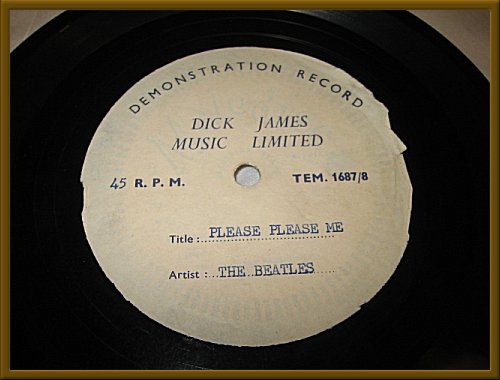 DEMONSTRATION RECORD
DICK JAMES
MUSIC LIMITED
45 R. P. M. TEM. 1687/8
Title :...PLEASE PLEASE ME
Artist :...THE BEATLES......